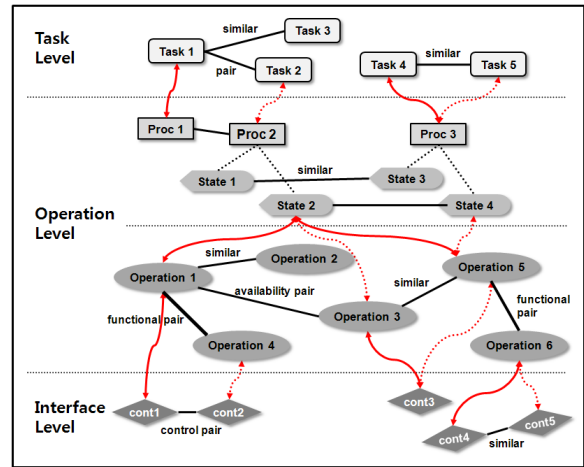 Task
Level
similar
Task 3
Task 1
pair
Task 2
similar
Task 4
Task 5
Proc 1
Proc 2
Proc 3
State 1
similar
State 3
State 2
State 4
Operation
Level
similar
Operation 2
Operation 1
availability pair
Operation 3
similar
Operation 5
functional pair
Operation 4
functional
pair
Operation 6
Interface
Level
cont1
cont2
control pair
cont3
cont4
similar
cont5